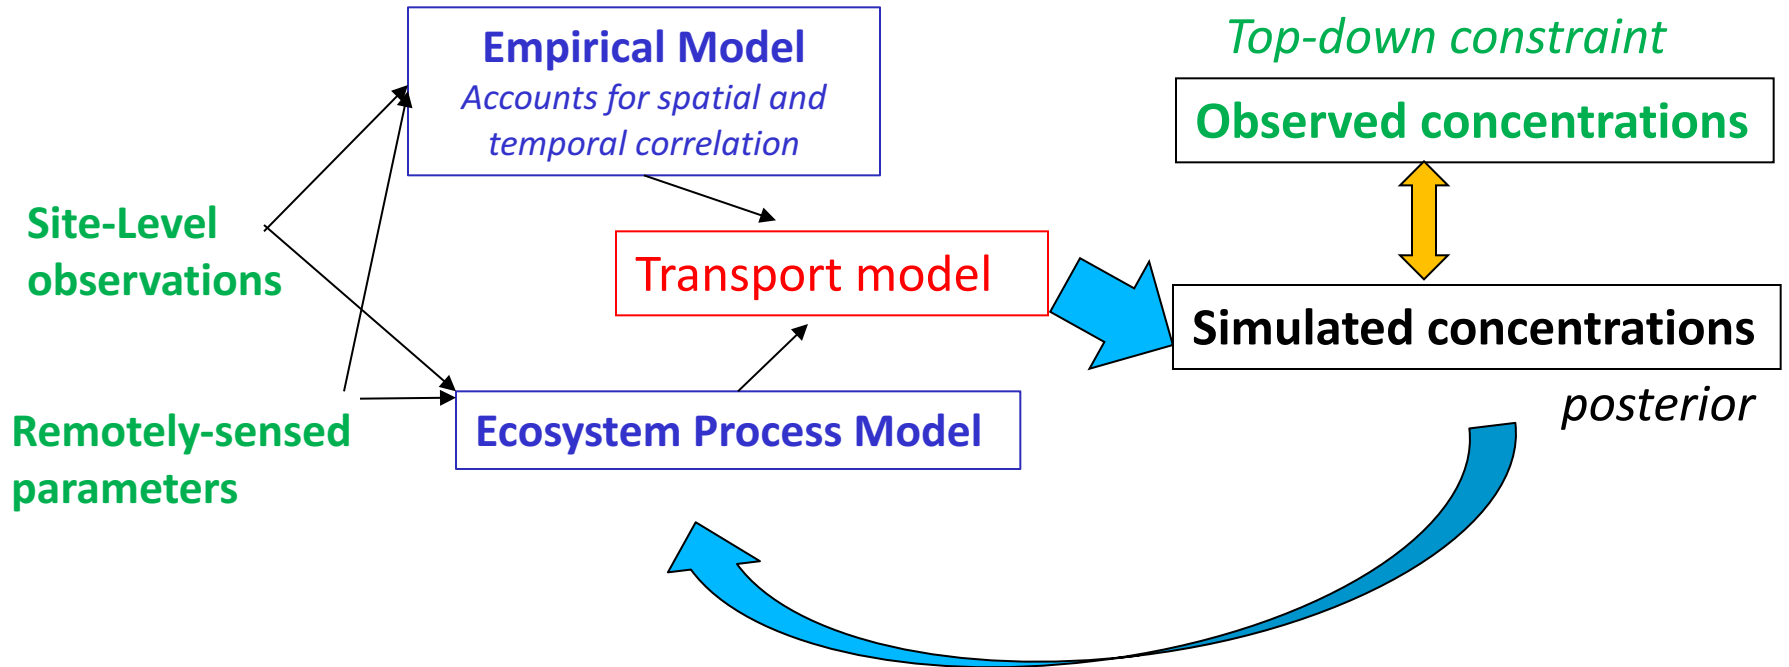 Empirical Model
Accounts for spatial and
temporal correlation
Top-down constraint
Observed concentrations
Site-Level
observations
Transport model
Simulated concentrations
posterior
Remotely-sensed
parameters
Ecosystem Process Model